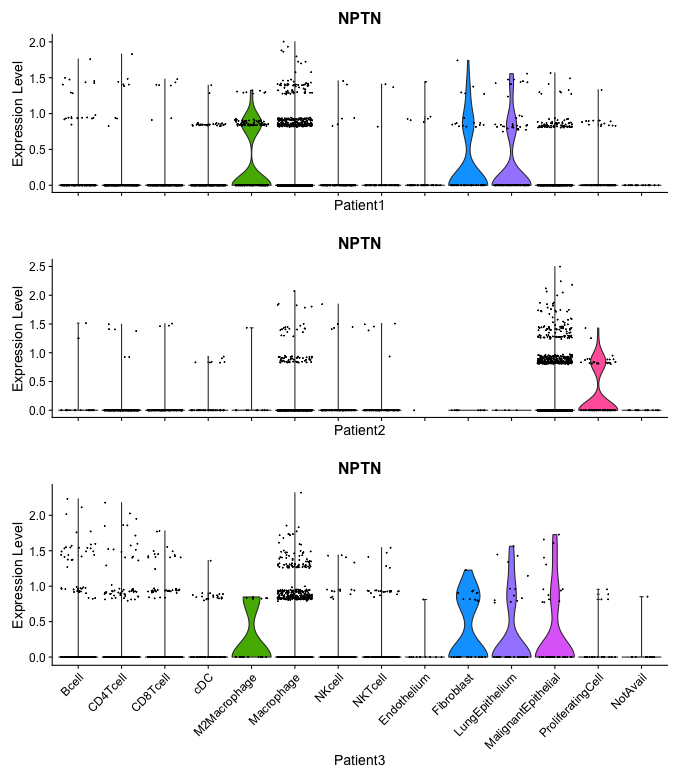 NPTN
Expression Level
2.0
1.5
1.0
0.5
0.0
Patient1
NPTN
Expression Level
2.5
2.0
1.5
1.0
0.5
0.0
Patient2
NPTN
Expression Level
2.0
1.5
1.0
0.5
0.0
Bcell
CD4Tcell
CD8Tcell
cDC
M2Macrophage
Macrophage
NKcell
NKTcell
Endothelium
Fibroblast
LungEpithelium
MalignantEpithelial
ProliferatingCell
NotAvail
Patient3